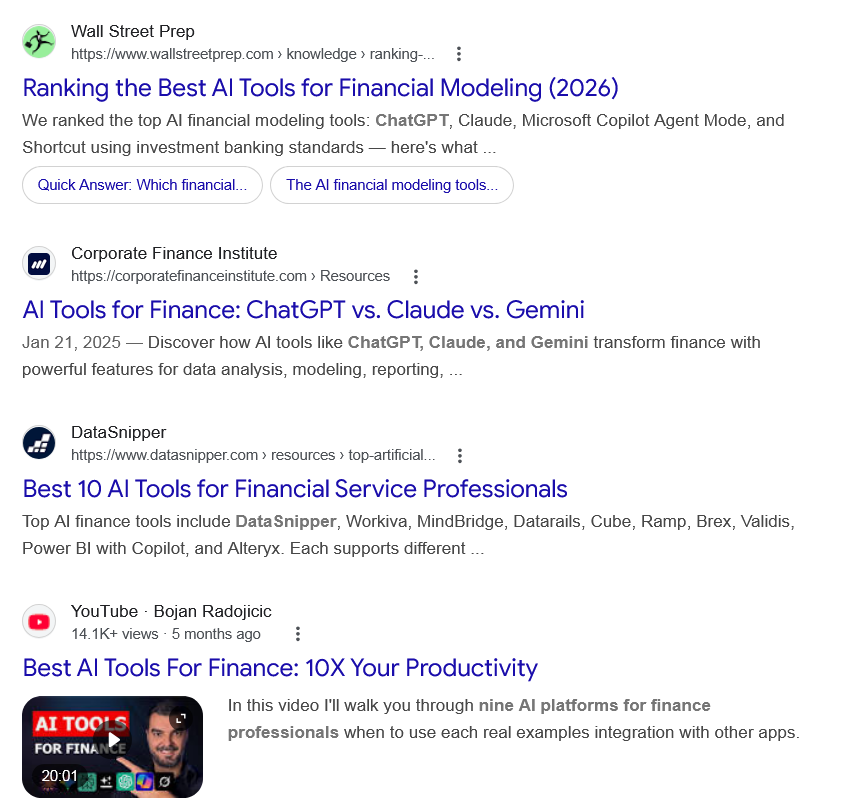 Wall Street Prep
https://www.wallstreetprep.com › knowledge › ranking-...
Ranking the Best AI Tools for Financial Modeling (2026)
We ranked the top AI financial modeling tools: ChatGPT, Claude, Microsoft Copilot Agent Mode, and
Shortcut using investment banking standards — here's what ...
Quick Answer: Which financial...
The AI financial modeling tools...
Corporate Finance Institute
https://corporatefinanceinstitute.com › Resources
AI Tools for Finance: ChatGPT vs. Claude vs. Gemini
Jan 21, 2025 — Discover how AI tools like ChatGPT, Claude, and Gemini transform finance with
powerful features for data analysis, modeling, reporting, ...
DataSnipper
https://www.datasnipper.com › resources › top-artificial...
Best 10 AI Tools for Financial Service Professionals
Top AI finance tools include DataSnipper, Workiva, MindBridge, Datarails, Cube, Ramp, Brex, Validis,
Power BI with Copilot, and Alteryx. Each supports different ...
YouTube · Bojan Radojicic
14.1K+ views · 5 months ago
Best AI Tools For Finance: 10X Your Productivity
AI TOOLS
FOR FINANCE
20:01
In this video I'll walk you through nine AI platforms for finance
professionals when to use each real examples integration with other apps.